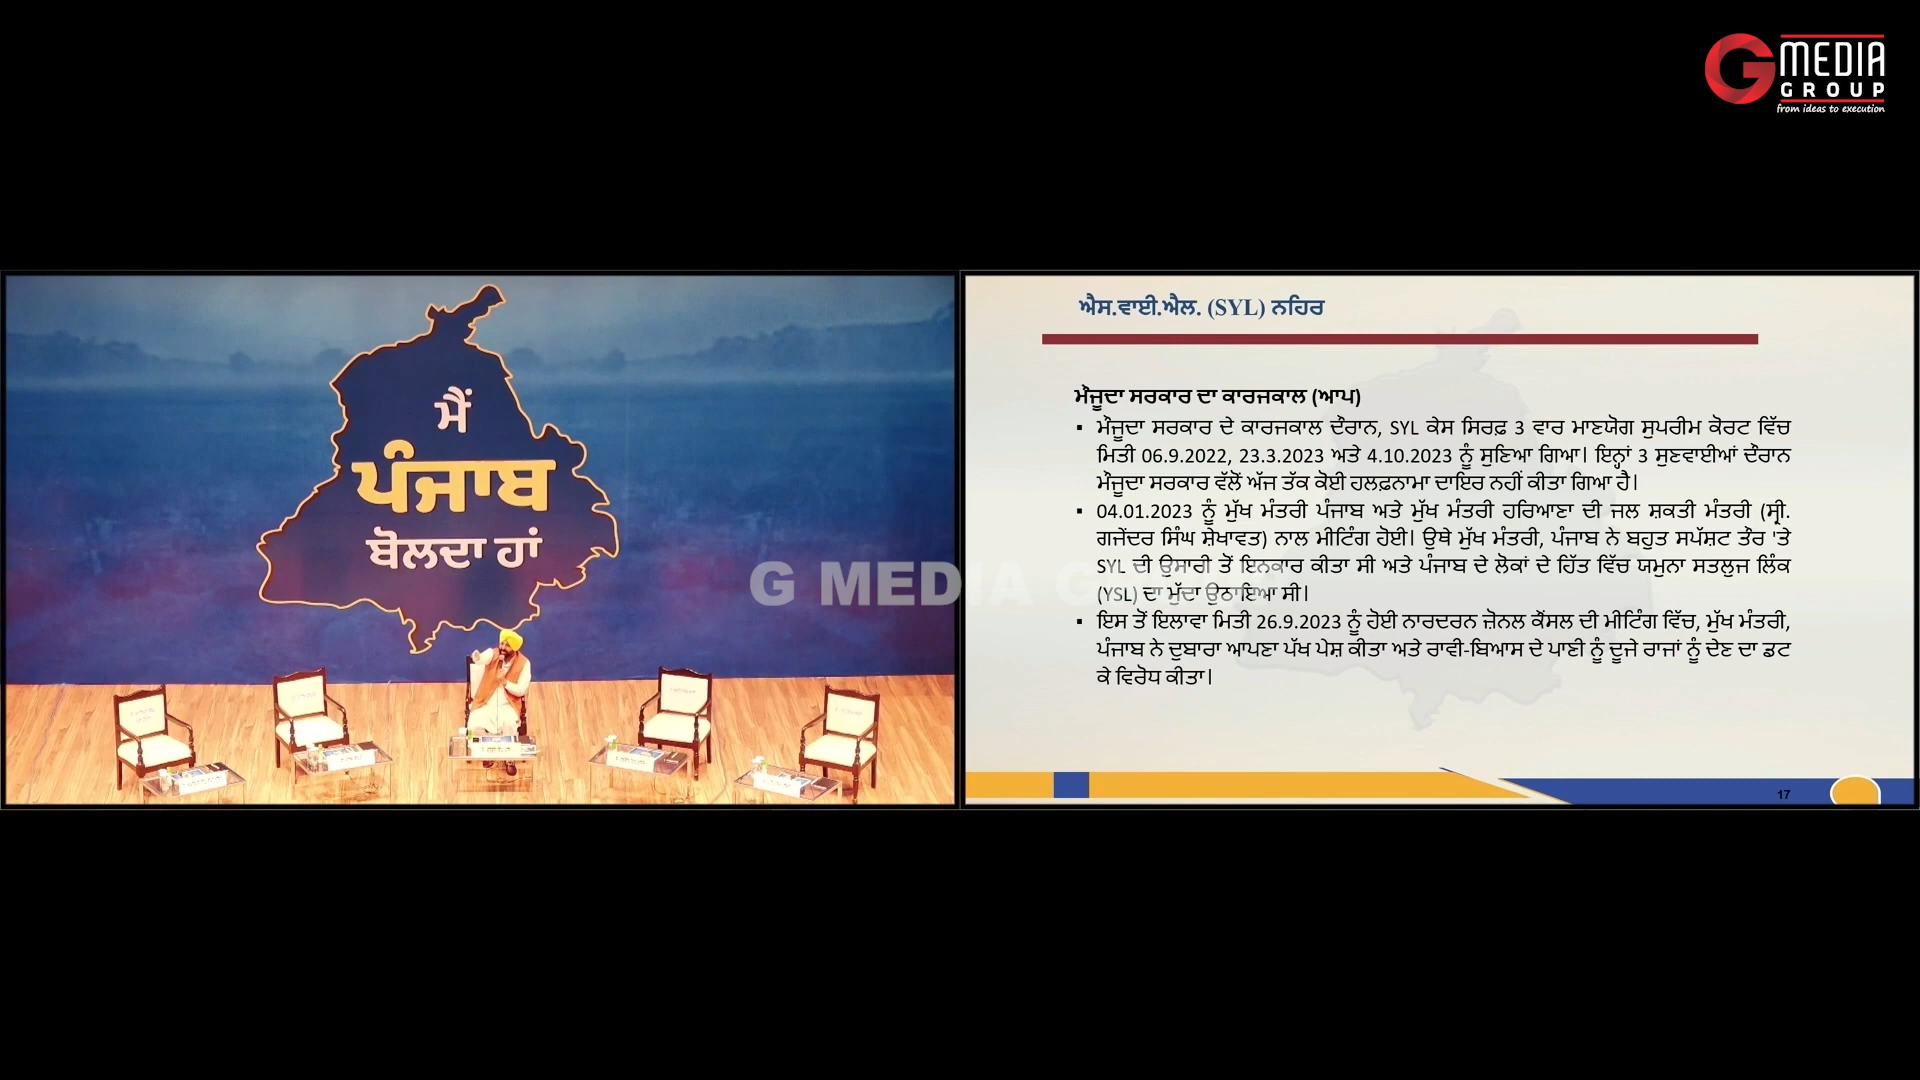 MEDIA
GROUP
from ideas to execution
ਮੈਂ
ਪੰਜਾਬ
ਬੋਲਦਾ ਹਾਂ
G MEDIA
ਐਸ.ਵਾਈ.ਐਲ. (SYL) ਨਹਿਰ
ਮੌਜੂਦਾ ਸਰਕਾਰ ਦਾ ਕਾਰਜਕਾਲ (ਆਪ)
▪ ਮੌਜੂਦਾ ਸਰਕਾਰ ਦੇ ਕਾਰਜਕਾਲ ਦੌਰਾਨ, SYL ਕੇਸ ਸਿਰਫ਼ 3 ਵਾਰ ਮਾਣਯੋਗ ਸੁਪਰੀਮ ਕੋਰਟ ਵਿੱਚ
ਮਿਤੀ 06.9.2022, 23.3.2023 ਅਤੇ 4.10.2023 ਨੂੰ ਸੁਣਿਆ ਗਿਆ। ਇਨ੍ਹਾਂ 3 ਸੁਣਵਾਈਆਂ ਦੌਰਾਨ
ਮੌਜੂਦਾ ਸਰਕਾਰ ਵੱਲੋਂ ਅੱਜ ਤੱਕ ਕੋਈ ਹਲਫ਼ਨਾਮਾ ਦਾਇਰ ਨਹੀਂ ਕੀਤਾ ਗਿਆ ਹੈ।
▪ 04.01.2023 ਨੂੰ ਮੁੱਖ ਮੰਤਰੀ ਪੰਜਾਬ ਅਤੇ ਮੁੱਖ ਮੰਤਰੀ ਹਰਿਆਣਾ ਦੀ ਜਲ ਸ਼ਕਤੀ ਮੰਤਰੀ (ਸ੍ਰੀ.
ਗਜੇਂਦਰ ਸਿੰਘ ਸ਼ੇਖਾਵਤ) ਨਾਲ ਮੀਟਿੰਗ ਹੋਈ। ਉਥੇ ਮੁੱਖ ਮੰਤਰੀ, ਪੰਜਾਬ ਨੇ ਬਹੁਤ ਸਪੱਸ਼ਟ ਤੌਰ 'ਤੇ
SYL ਦੀ ਉਸਾਰੀ ਤੋਂ ਇਨਕਾਰ ਕੀਤਾ ਸੀ ਅਤੇ ਪੰਜਾਬ ਦੇ ਲੋਕਾਂ ਦੇ ਹਿੱਤ ਵਿੱਚ ਯਮੁਨਾ ਸਤਲੁਜ ਲਿੰਕ
(YSL) ਦਾ ਮੁੱਦਾ ਉਠਾਇਆ ਸੀ।
▪ ਇਸ ਤੋਂ ਇਲਾਵਾ ਮਿਤੀ 26.9.2023 ਨੂੰ ਹੋਈ ਨਾਰਦਰਨ ਜ਼ੋਨਲ ਕੌਂਸਲ ਦੀ ਮੀਟਿੰਗ ਵਿੱਚ, ਮੁੱਖ ਮੰਤਰੀ,
ਪੰਜਾਬ ਨੇ ਦੁਬਾਰਾ ਆਪਣਾ ਪੱਖ ਪੇਸ਼ ਕੀਤਾ ਅਤੇ ਰਾਵੀ-ਬਿਆਸ ਦੇ ਪਾਣੀ ਨੂੰ ਦੂਜੇ ਰਾਜਾਂ ਨੂੰ ਦੇਣ ਦਾ ਡਟ
ਕੇ ਵਿਰੋਧ ਕੀਤਾ।
17